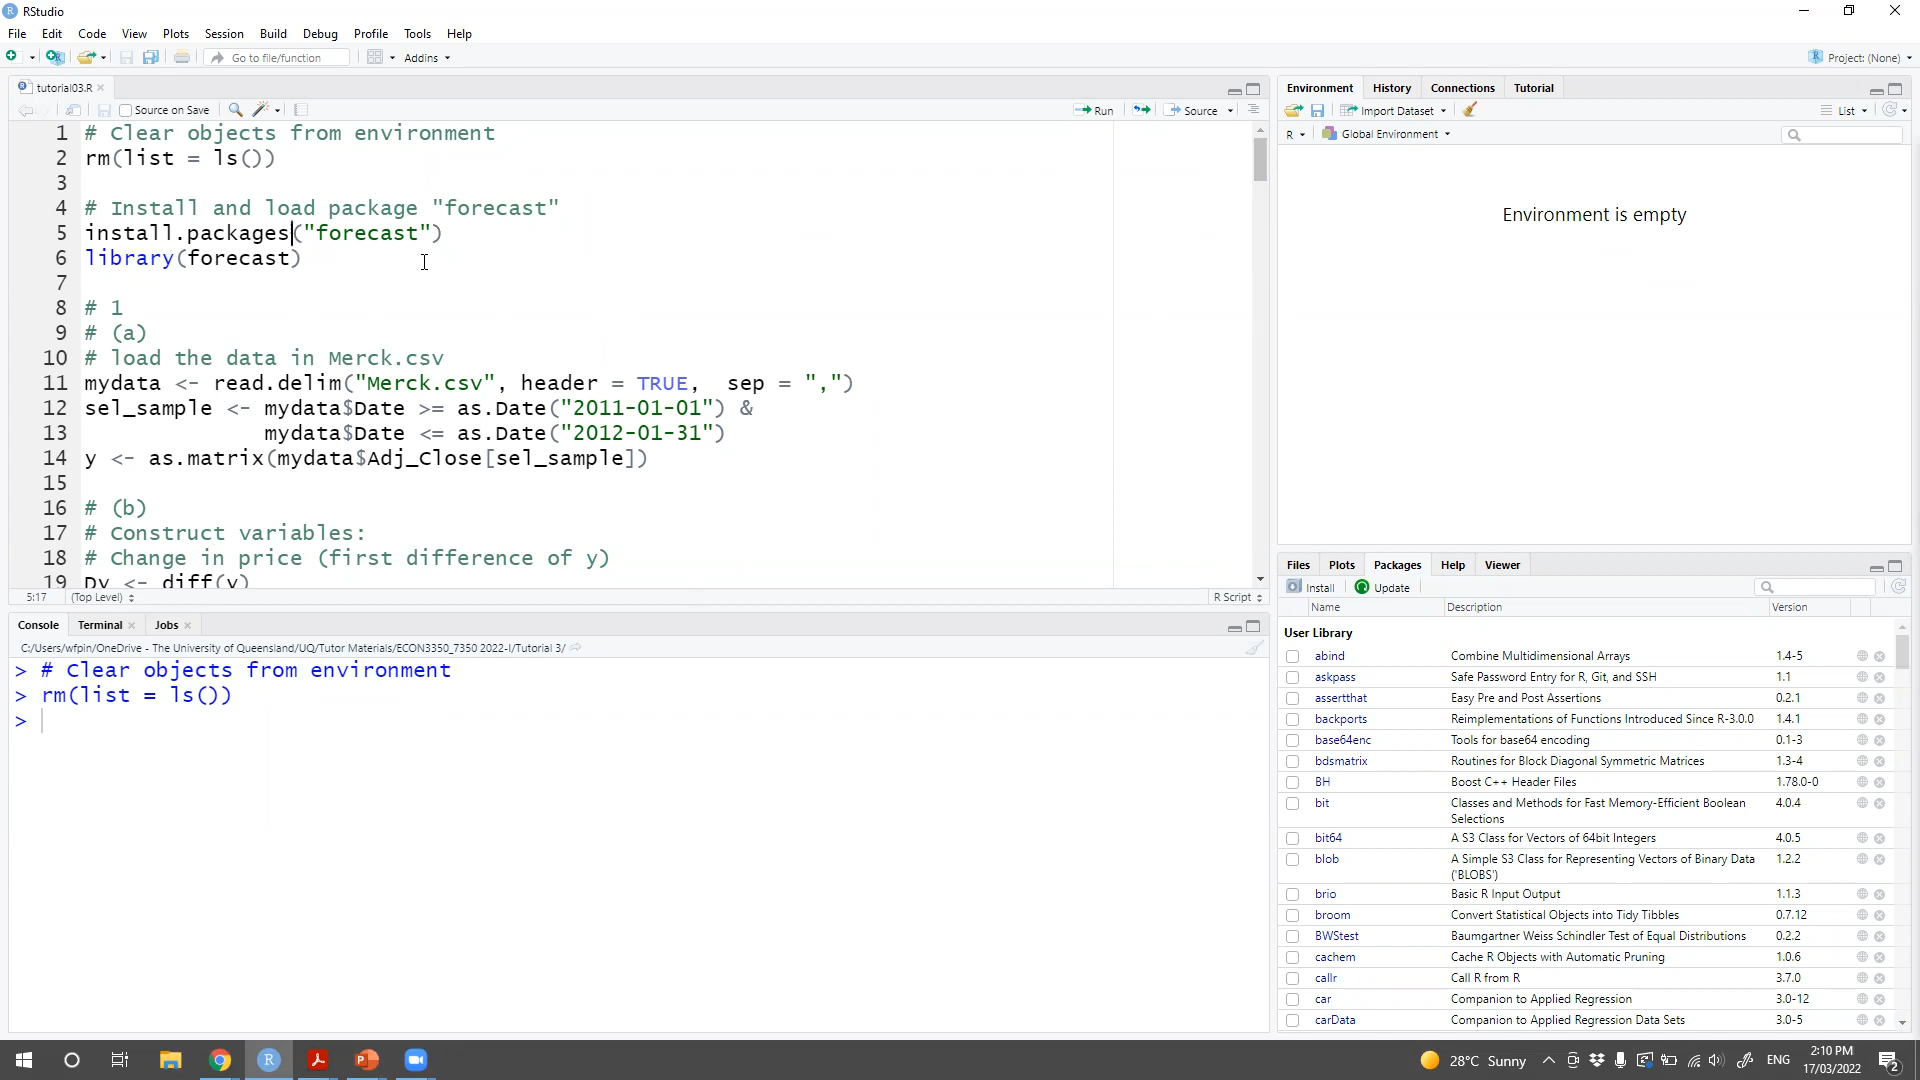 RStudio
File Edit Code View Plots Session Build Debug Profile Tools Help
Go to file/function Addins Project: (None)
tutorial03.R
Source on Save Run Source
1 # Clear objects from environment
2 rm(list = ls())
3
4 # Install and load package "forecast"
5 install.packages("forecast")
6 library(forecast)
7
8 # 1
9 # (a)
10 # load the data in Merck.csv
11 mydata <- read.delim("Merck.csv", header = TRUE,  sep = ",")
12 sel_sample <- mydata$Date >= as.Date("2011-01-01") &
13 mydata$Date <= as.Date("2012-01-31")
14 y <- as.matrix(mydata$Adj_Close[sel_sample])
15
16 # (b)
17 # Construct variables:
18 # Change in price (first difference of y)
19 Dy <- diff(y)
5:17 (Top Level) R Script
Console Terminal Jobs
C:/Users/wfpin/OneDrive - The University of Queensland/UQ/Tutor Materials/ECON3350_7350 2022-I/Tutorial 3/
> # Clear objects from environment
> rm(list = ls())
>
Environment History Connections Tutorial
Import Dataset List
R Global Environment
Environment is empty
Files Plots Packages Help Viewer
Install Update
Name Description Version
User Library
abind Combine Multidimensional Arrays 1.4-5
askpass Safe Password Entry for R, Git, and SSH 1.1
assertthat Easy Pre and Post Assertions 0.2.1
backports Reimplementations of Functions Introduced Since R-3.0.0 1.4.1
base64enc Tools for base64 encoding 0.1-3
bdsmatrix Routines for Block Diagonal Symmetric Matrices 1.3-4
BH Boost C++ Header Files 1.78.0-0
bit Classes and Methods for Fast Memory-Efficient Boolean 4.0.4
Selections
bit64 A S3 Class for Vectors of 64bit Integers 4.0.5
blob A Simple S3 Class for Representing Vectors of Binary Data 1.2.2
('BLOBS')
brio Basic R Input Output 1.1.3
broom Convert Statistical Objects into Tidy Tibbles 0.7.12
BWStest Baumgartner Weiss Schindler Test of Equal Distributions 0.2.2
cachem Cache R Objects with Automatic Pruning 1.0.6
callr Call R from R 3.7.0
car Companion to Applied Regression 3.0-12
carData Companion to Applied Regression Data Sets 3.0-5
28°C Sunny ENG 2:10 PM
17/03/2022 2